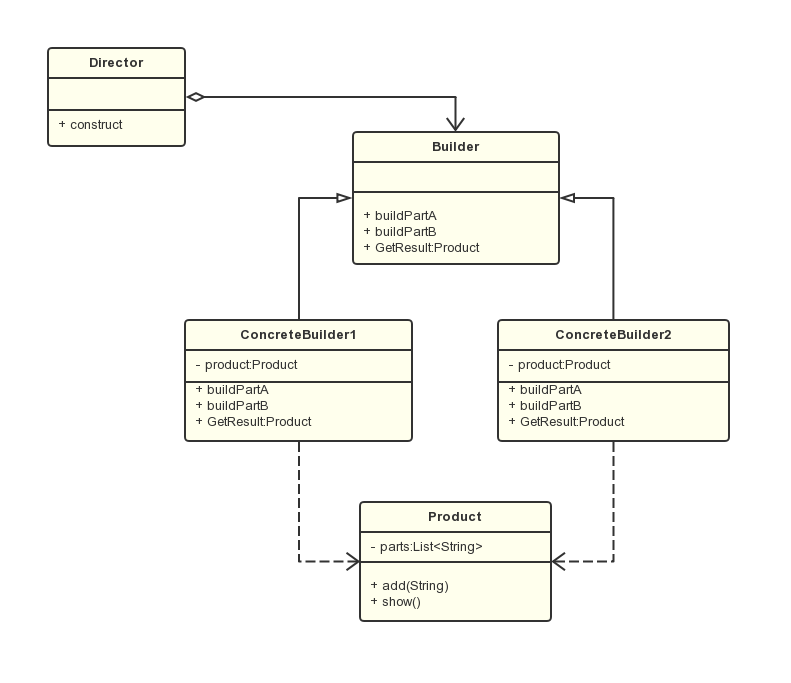 Director
+ construct
Builder
+ buildPartA
+ buildPartB
+ GetResult:Product
ConcreteBuilder1
- product:Product
+ buildPartA
+ buildPartB
+ GetResult:Product
ConcreteBuilder2
- product:Product
+ buildPartA
+ buildPartB
+ GetResult:Product
Product
- parts:List<String>
+ add(String)
+ show()